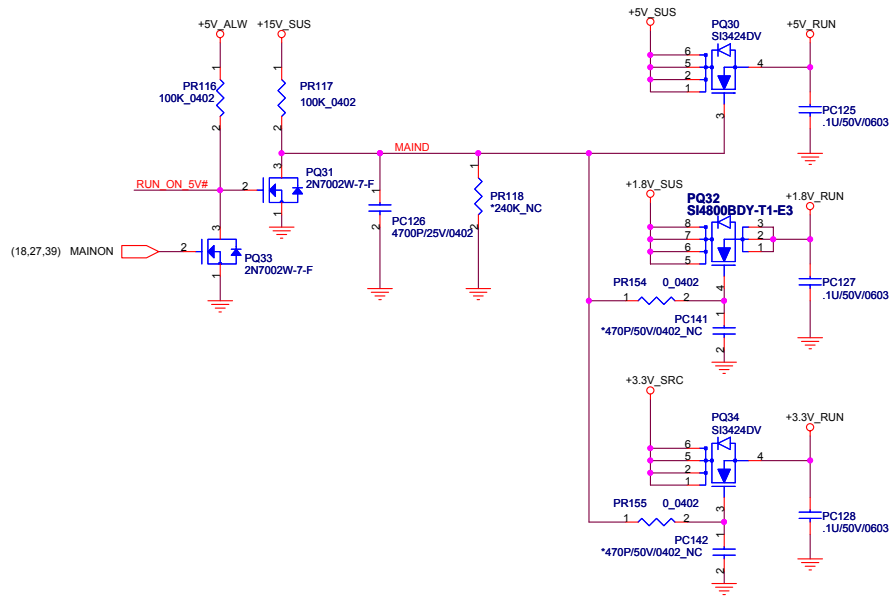 +5V_ALW +15V_SUS
1 1
PR116 PR117
100K_0402 100K_0402
2 2
MAIND
RUN_ON_5V# 2 3 PQ31
2N7002W-7-F
1
(18,27,39) MAINON 2 3 PQ33
2N7002W-7-F
1
1
PC126
4700P/25V/0402
2
1
PR118
*240K_NC
2
+5V_SUS PQ30 +5V_RUN
SI3424DV
6
5 4
2
1
3
PC125
.1U/50V/0603
+1.8V_SUS PQ32 +1.8V_RUN
SI4800BDY-T1-E3
8 3
7 2
6 1
5
4
PR154 0_0402
1 2
PC127
.1U/50V/0603
PC141 1
*470P/50V/0402_NC
2
+3.3V_SRC PQ34 +3.3V_RUN
SI3424DV
6
5 4
2
1
3
PR155 0_0402
1 2
PC128
.1U/50V/0603
PC142 1
*470P/50V/0402_NC
2